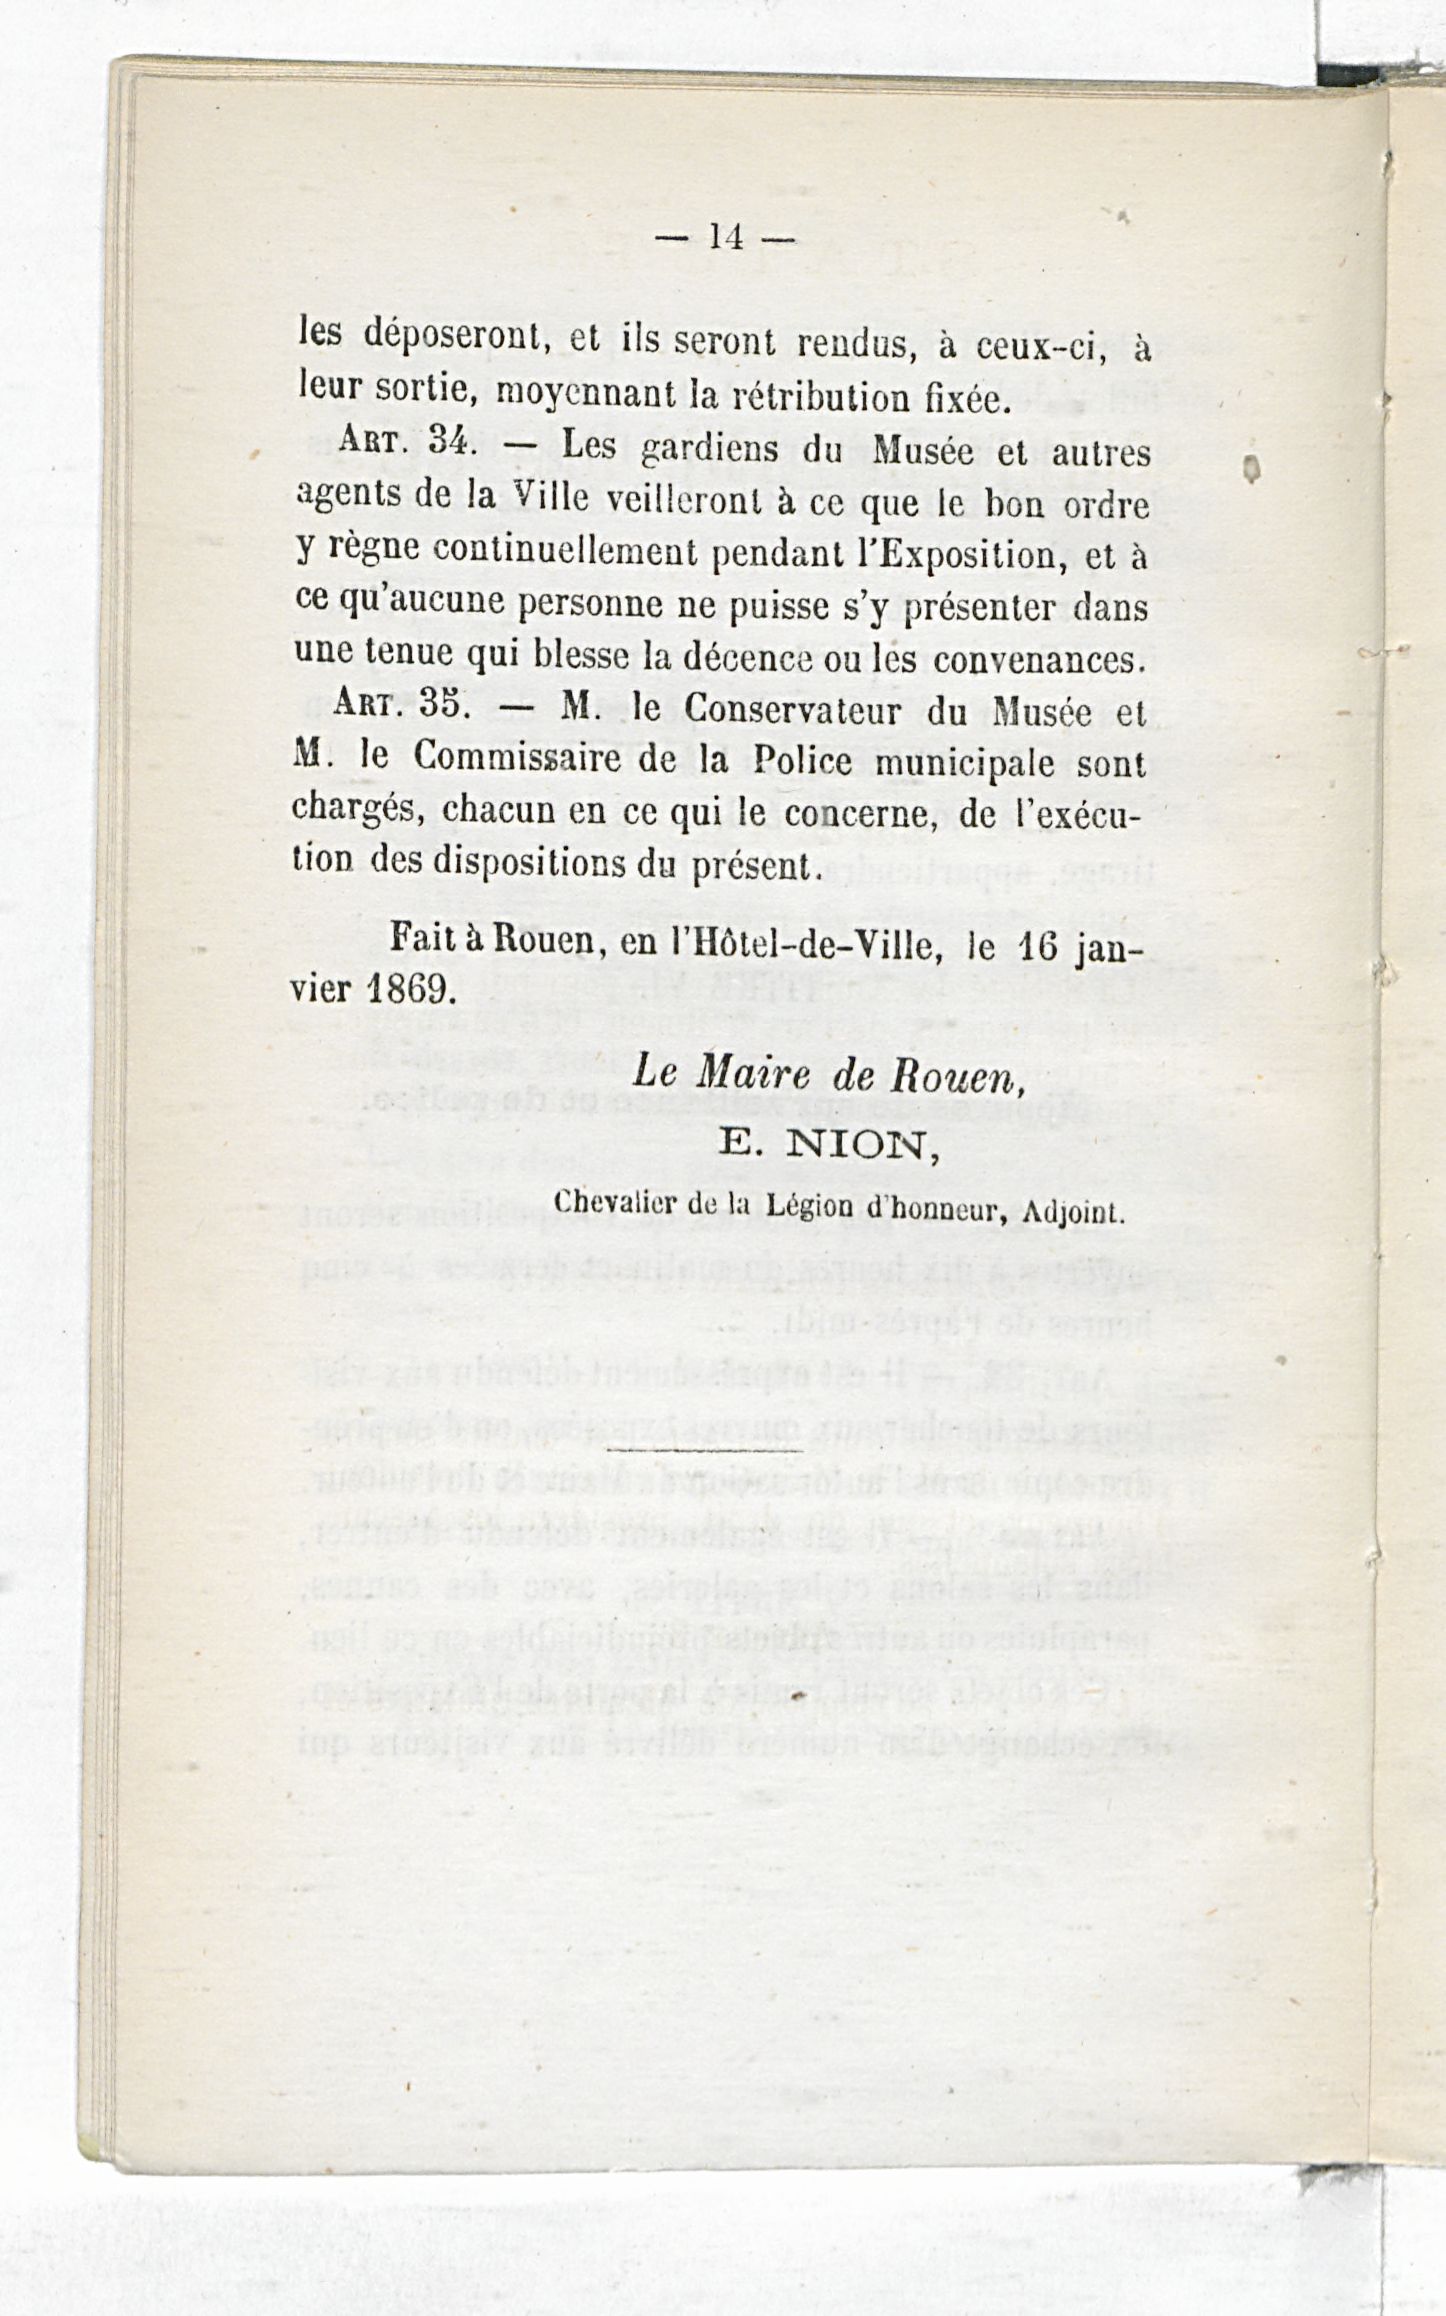 — 14 —
les déposeront, et ils seront rendus, à ceux-ci, à
leur sortie, moyennant la rétribution fixée.
ART. 34. — Les gardiens du Musée et autres
agents de la Ville veilleront à ce que le bon ordre
y règne continuellement pendant l'Exposition, et à
ce qu'aucune personne ne puisse s'y présenter dans
une tenue qui blesse la décence ou les convenances.
ART. 35. — M. le Conservateur du Musée et
M. le Commissaire de la Police municipale sont
chargés, chacun en ce qui le concerne, de l'exécu-
tion des dispositions du présent.
Fait à Rouen, en l'Hôtel-de-Ville, le 16 jan-
vier 1869.
Le Maire de Rouen,
E. NION,
Chevalier de la Légion d'honneur, Adjoint.